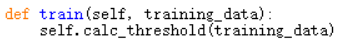 def train(self, training_data):
    self.calc_threshold(training_data)